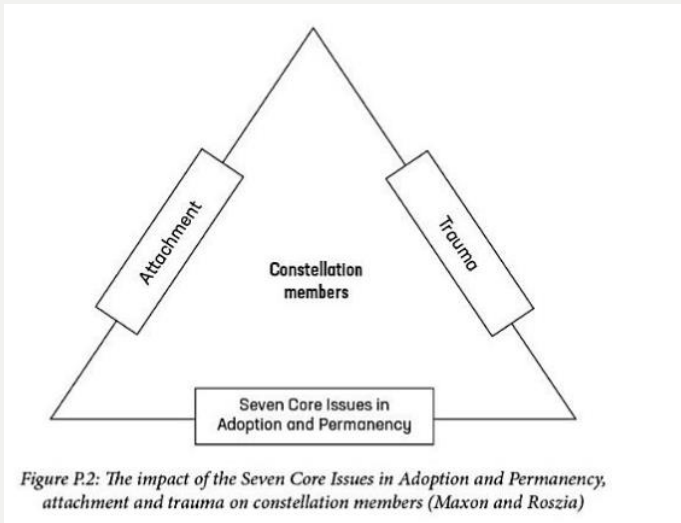 Attachment
Trauma
Constellation
members
Seven Core Issues in
Adoption and Permanency
Figure P.2: The impact of the Seven Core Issues in Adoption and Permanency,
attachment and trauma on constellation members (Maxon and Roszia)